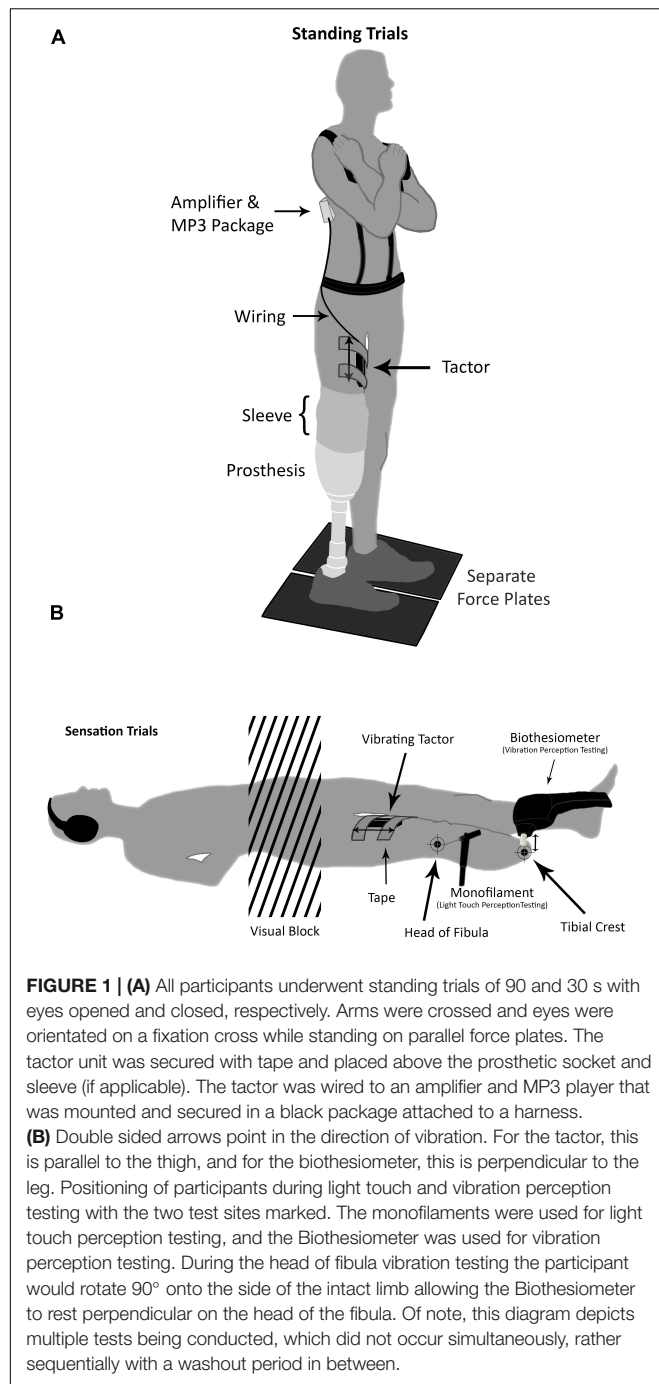 A
Standing Trials
Amplifier &
MP3 Package
Wiring
Tactor
Sleeve {
Prosthesis
Separate
Force Plates
B
Sensation Trials
Vibrating Tactor
Biothesiometer
(Vibration Perception Testing)
Tape
Monofilament
(Light Touch PerceptionTesting)
Visual Block
Head of Fibula
Tibial Crest
FIGURE 1 | (A) All participants underwent standing trials of 90 and 30 s with
eyes opened and closed, respectively. Arms were crossed and eyes were
orientated on a fixation cross while standing on parallel force plates. The
tactor unit was secured with tape and placed above the prosthetic socket and
sleeve (if applicable). The tactor was wired to an amplifier and MP3 player that
was mounted and secured in a black package attached to a harness.
(B) Double sided arrows point in the direction of vibration. For the tactor, this
is parallel to the thigh, and for the biothesiometer, this is perpendicular to the
leg. Positioning of participants during light touch and vibration perception
testing with the two test sites marked. The monofilaments were used for light
touch perception testing, and the Biothesiometer was used for vibration
perception testing. During the head of fibula vibration testing the participant
would rotate 90° onto the side of the intact limb allowing the Biothesiometer
to rest perpendicular on the head of the fibula. Of note, this diagram depicts
multiple tests being conducted, which did not occur simultaneously, rather
sequentially with a washout period in between.